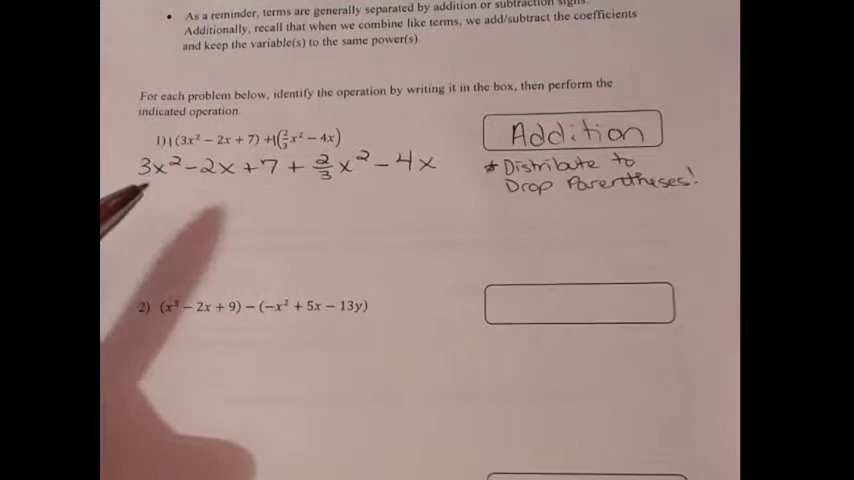 • As a reminder, terms are generally separated by addition or subtraction signs.
Additionally, recall that when we combine like terms, we add/subtract the coefficients
and keep the variable(s) to the same power(s)
For each problem below, identify the operation by writing it in the box, then perform the
indicated operation.
1) 1(3x² − 2x + 7) + 1(2/3x² − 4x)
Addition
3x² − 2x + 7 + 2/3x² − 4x
* Distribute to
Drop Parentheses!
2) (x³ − 2x + 9) − (−x² + 5x − 13y)